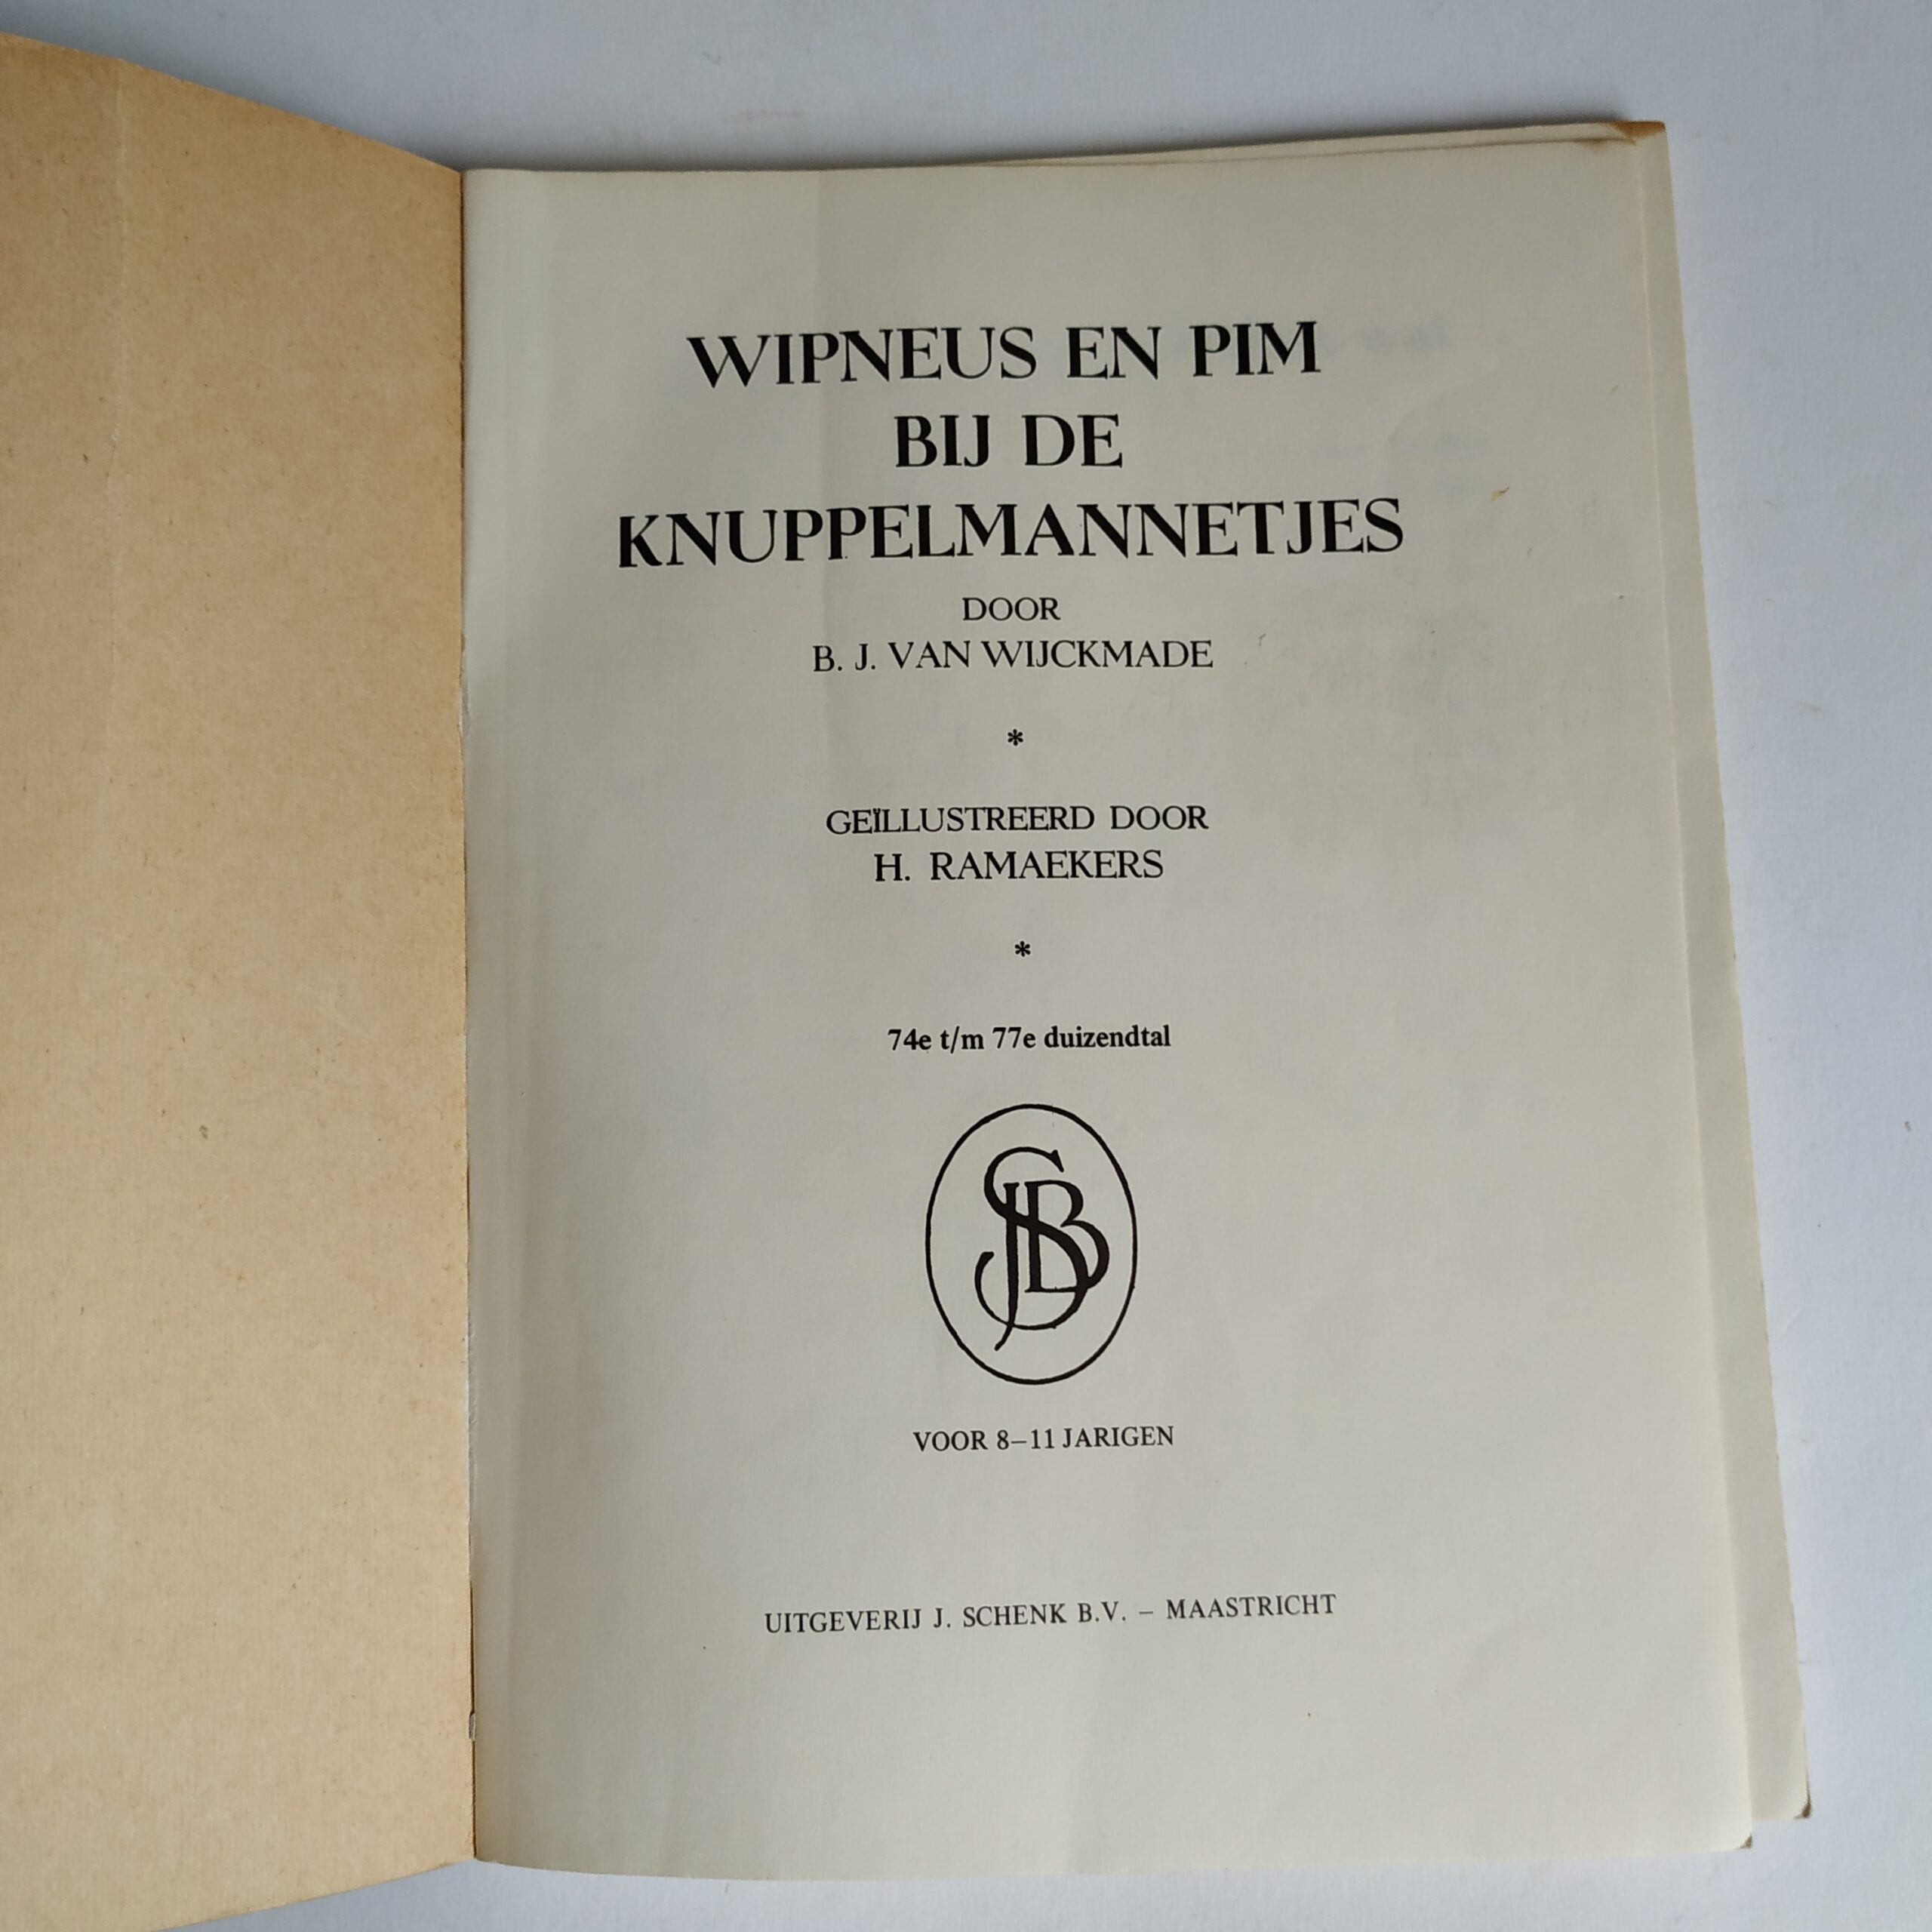 WIPNEUS EN PIM
BIJ DE
KNUPPELMANNETJES
DOOR
B. J. VAN WIJCKMADE
*
GEÏLLUSTREERD DOOR
H. RAMAEKERS
*
74e t/m 77e duizendtal
SJB
VOOR 8–11 JARIGEN
UITGEVERIJ J. SCHENK B.V. – MAASTRICHT